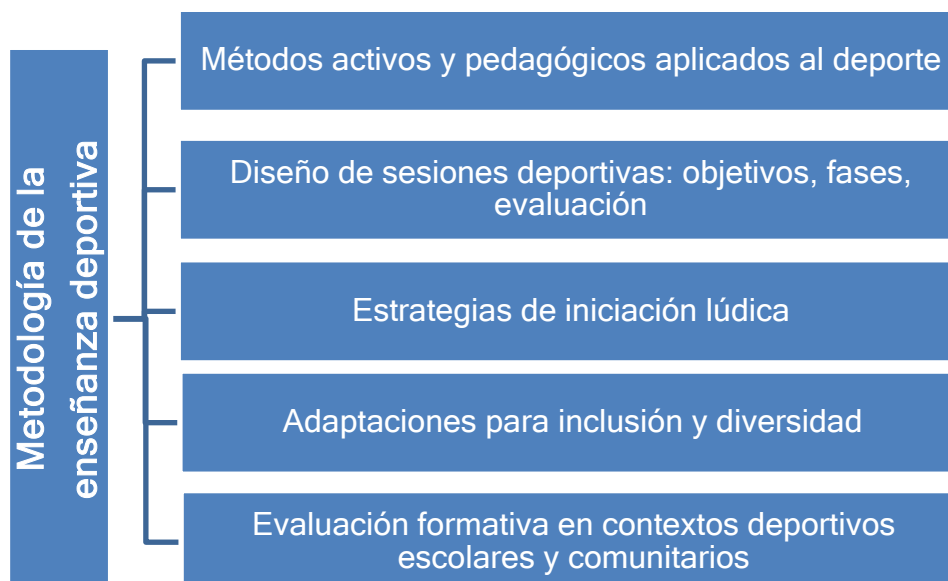 Metodología de la
enseñanza deportiva
Métodos activos y pedagógicos aplicados al deporte
Diseño de sesiones deportivas: objetivos, fases,
evaluación
Estrategias de iniciación lúdica
Adaptaciones para inclusión y diversidad
Evaluación formativa en contextos deportivos
escolares y comunitarios